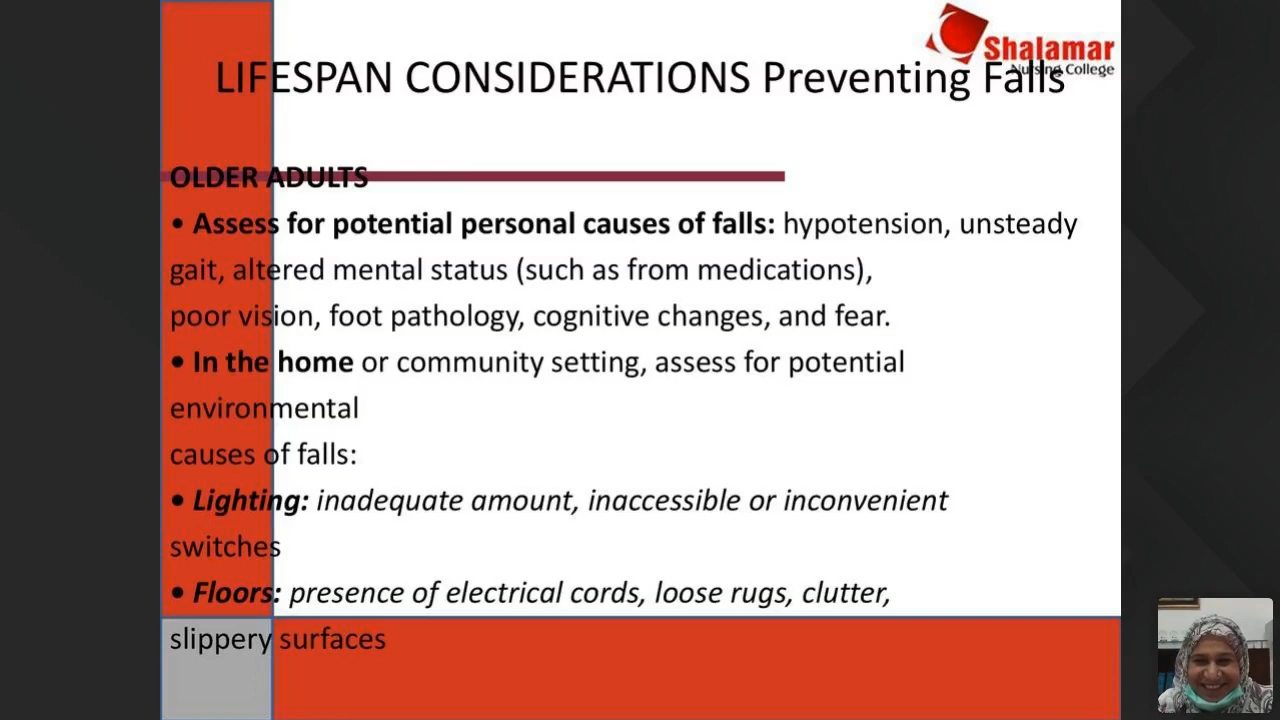 Shalamar
Nursing College
LIFESPAN CONSIDERATIONS Preventing Falls
OLDER ADULTS
• Assess for potential personal causes of falls: hypotension, unsteady
gait, altered mental status (such as from medications),
poor vision, foot pathology, cognitive changes, and fear.
• In the home or community setting, assess for potential
environmental
causes of falls:
• Lighting: inadequate amount, inaccessible or inconvenient
switches
• Floors: presence of electrical cords, loose rugs, clutter,
slippery surfaces